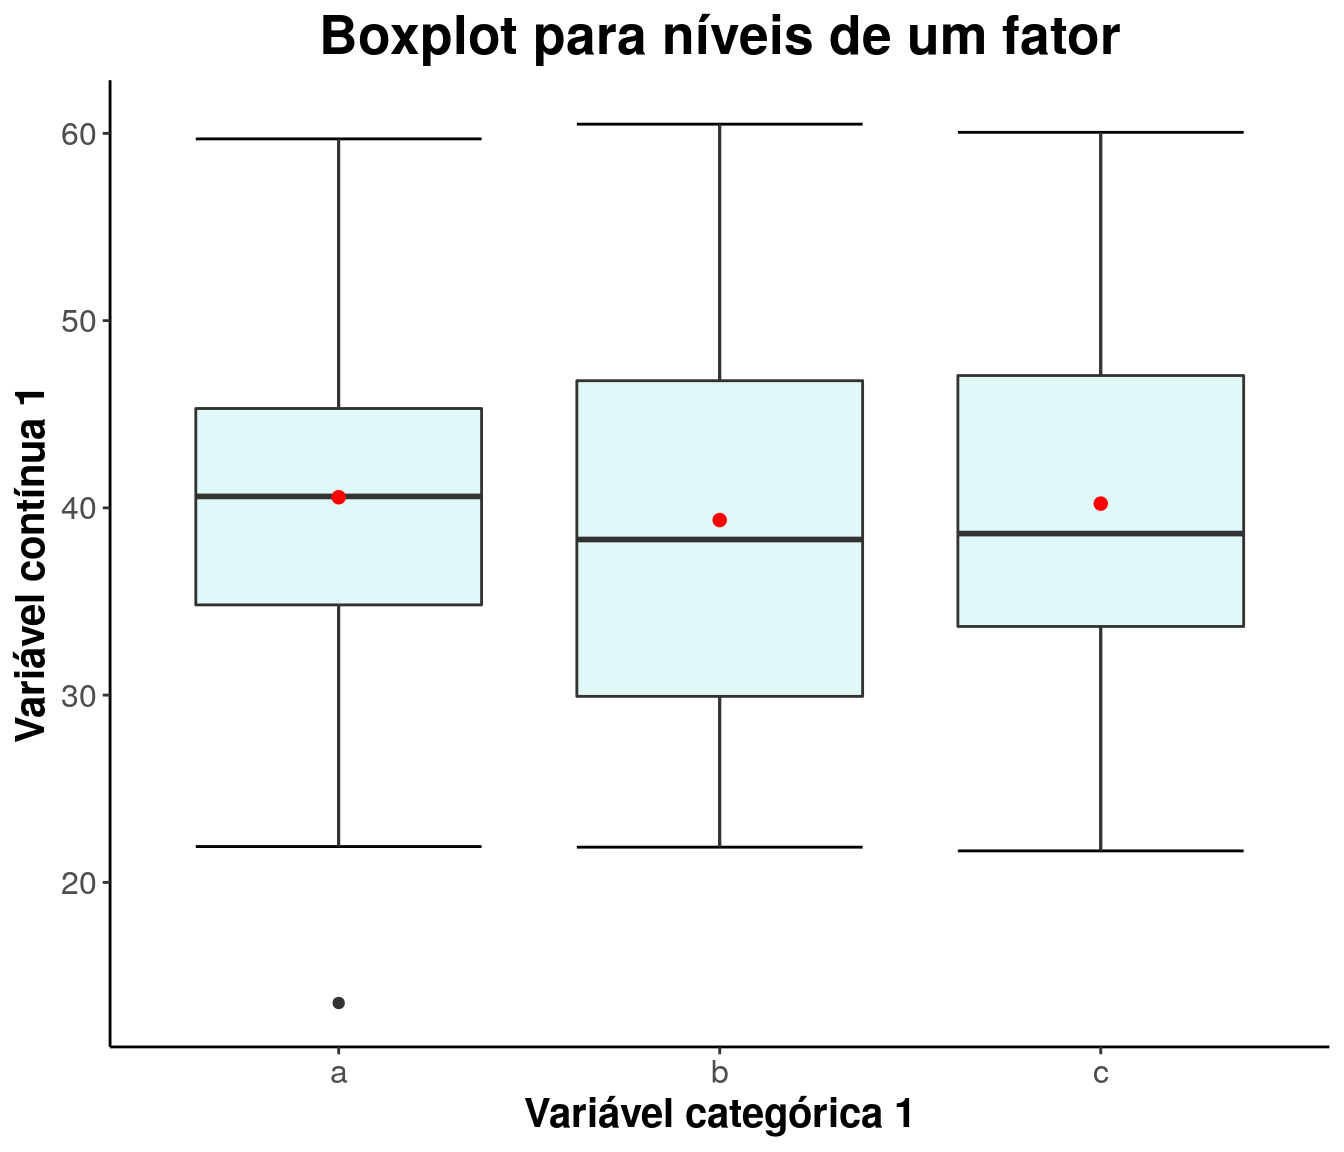 Boxplot para níveis de um fator
Variável contínua 1
60
50
40
30
20
a b c
Variável categórica 1